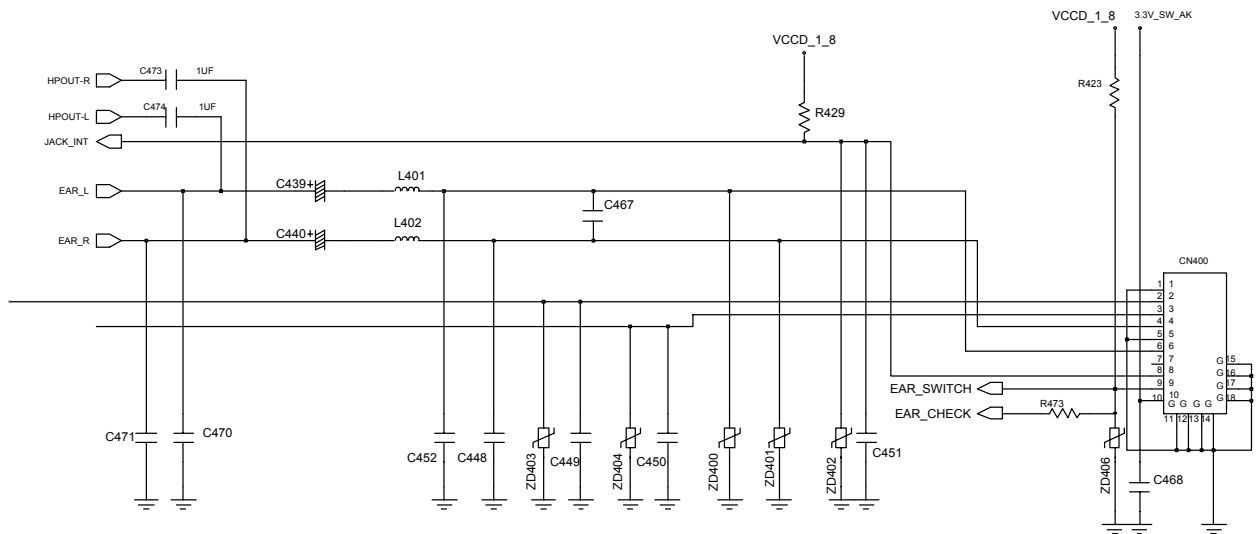 VCCD_1_8 3.3V_SW_AK
VCCD_1_8
C473 1UF
HPOUT-R
R423
C474 1UF
HPOUT-L
R429
JACK_INT
C439+ L401
EAR_L
C467
C440+ L402
EAR_R
CN400
1 1
2 2
3 3
4 4
5 5
6 6
7 7 G 15
8 8 G 16
EAR_SWITCH 9 9 G 17
10 10 G 18
G G G G
EAR_CHECK R473
11 12 13 14
C471 C470 C452 C448 ZD403 C449 ZD404 C450 ZD400 ZD401 ZD402 C451 ZD406 C468